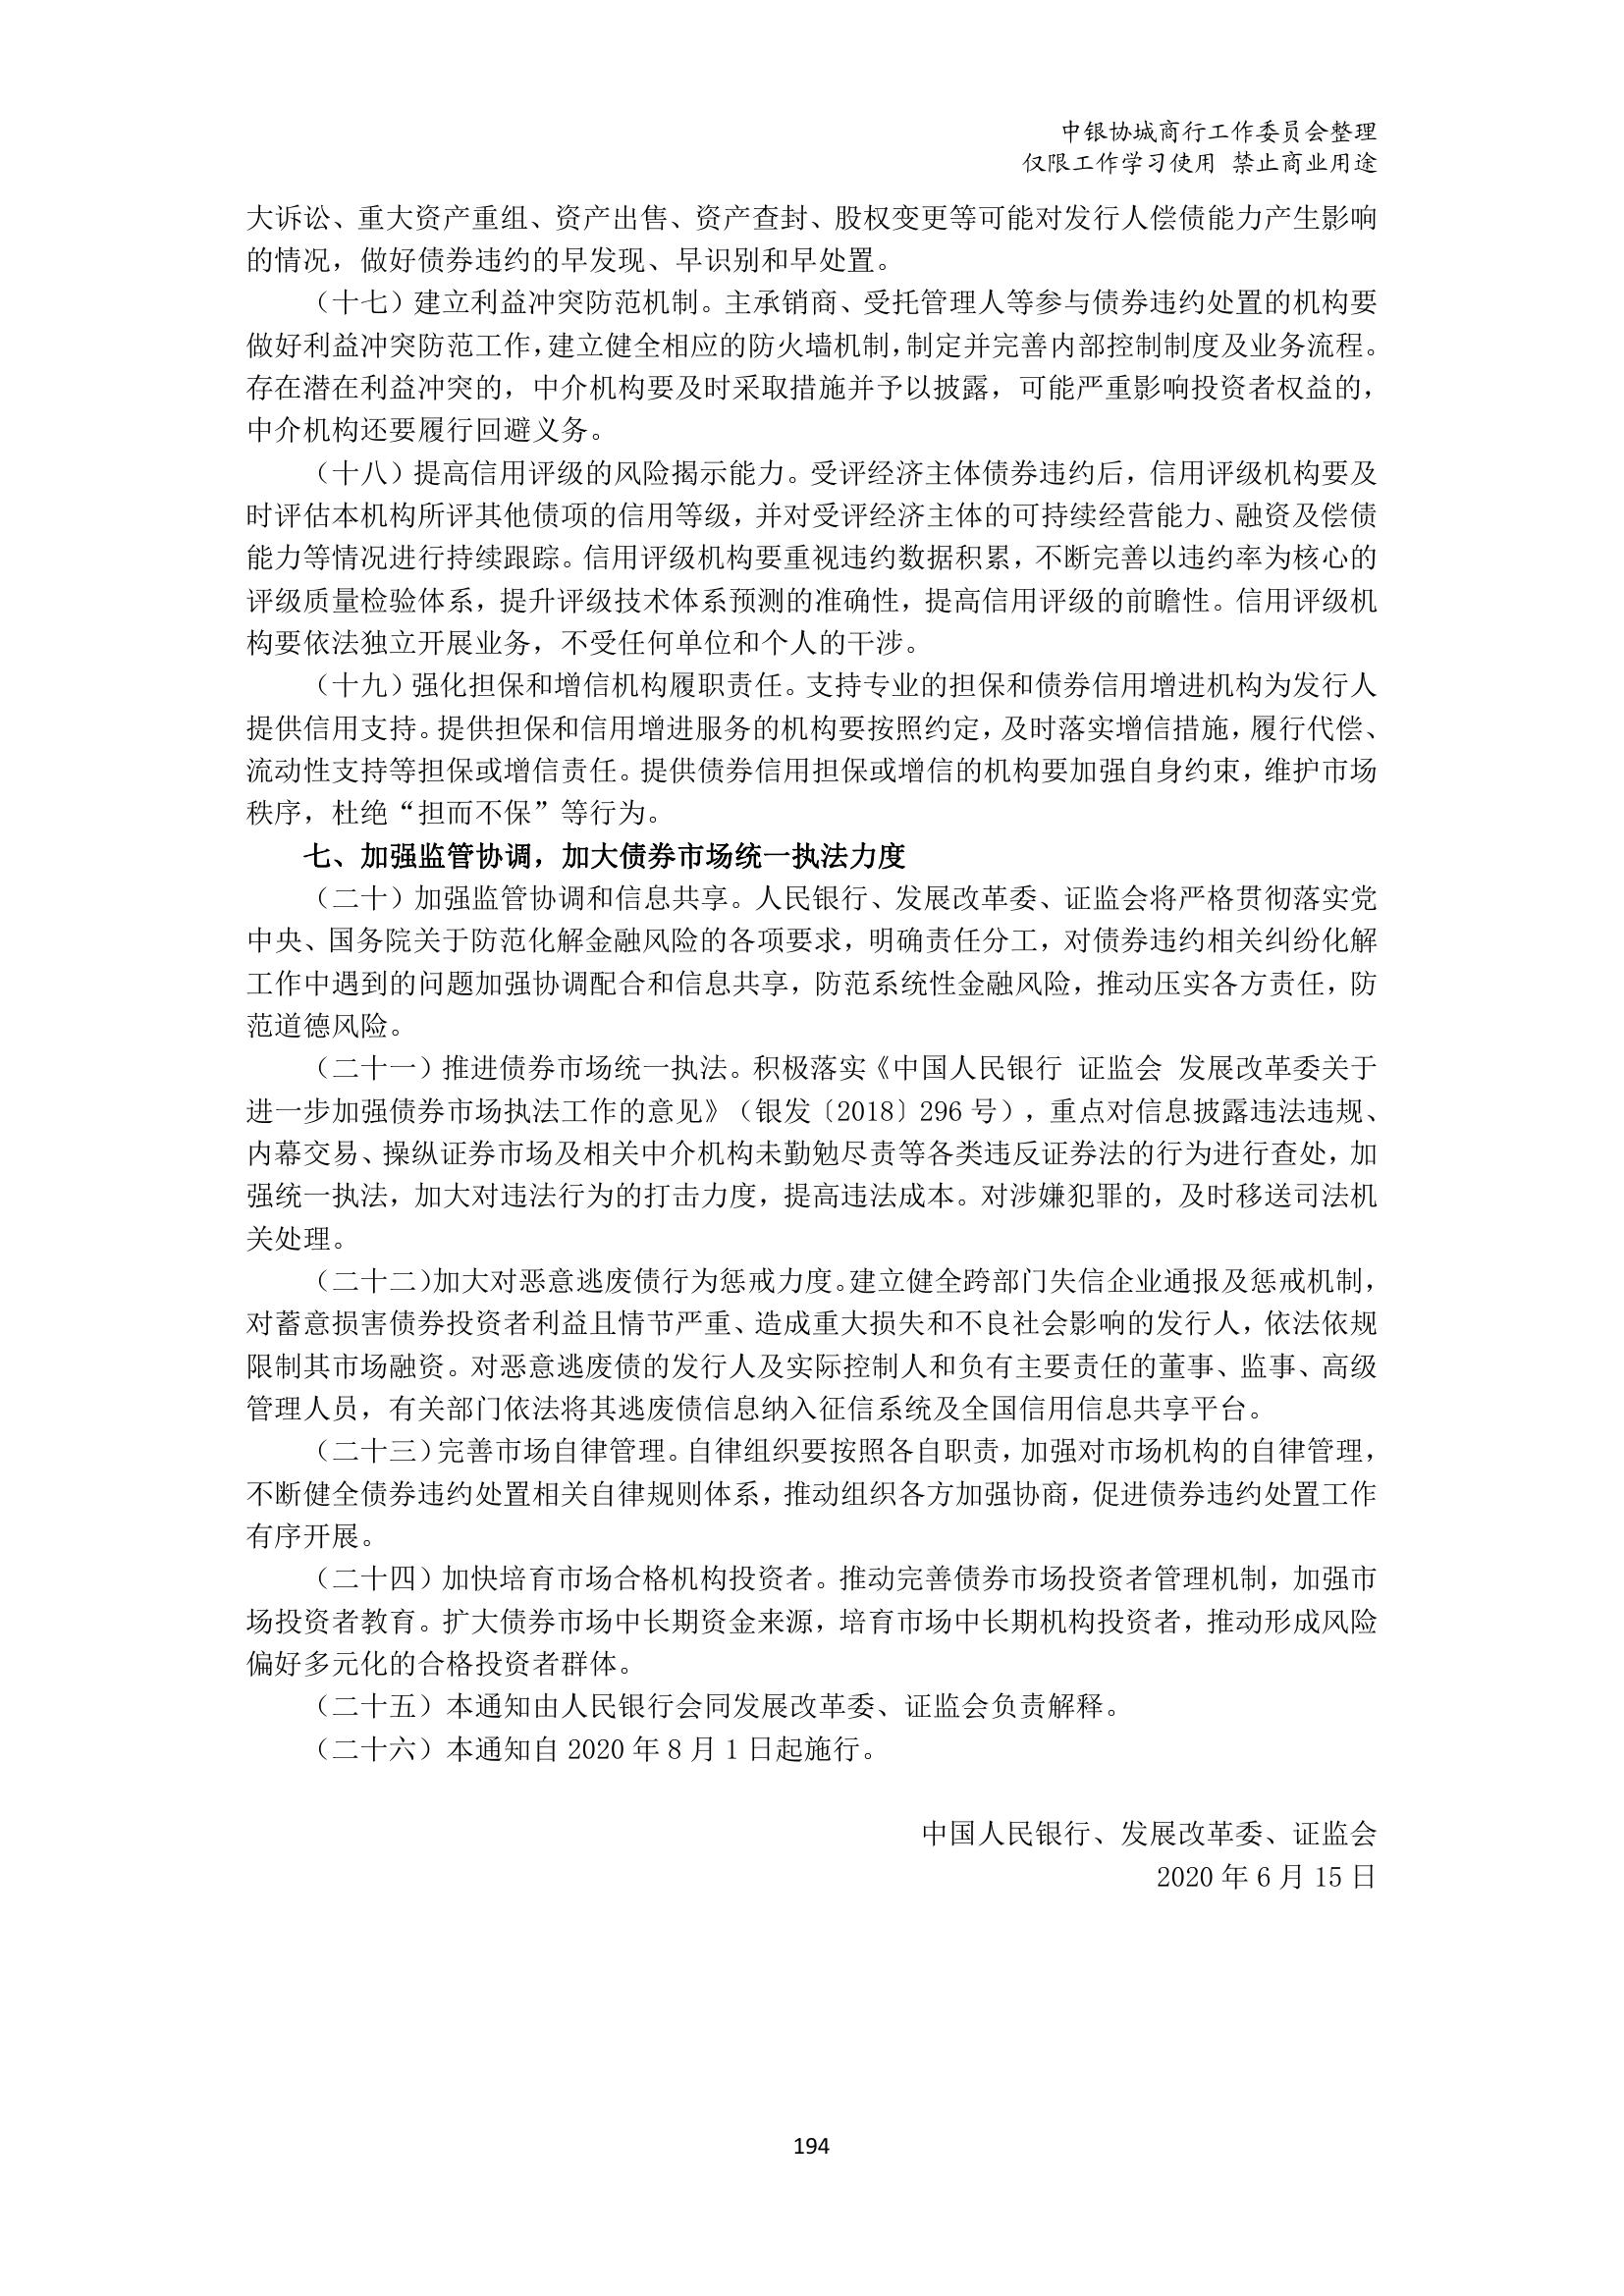 中银协城商行工作委员会整理
仅限工作学习使用 禁止商业用途
大诉讼、重大资产重组、资产出售、资产查封、股权变更等可能对发行人偿债能力产生影响
的情况，做好债券违约的早发现、早识别和早处置。
（十七）建立利益冲突防范机制。主承销商、受托管理人等参与债券违约处置的机构要
做好利益冲突防范工作，建立健全相应的防火墙机制，制定并完善内部控制制度及业务流程。
存在潜在利益冲突的，中介机构要及时采取措施并予以披露，可能严重影响投资者权益的，
中介机构还要履行回避义务。
（十八）提高信用评级的风险揭示能力。受评经济主体债券违约后，信用评级机构要及
时评估本机构所评其他债项的信用等级，并对受评经济主体的可持续经营能力、融资及偿债
能力等情况进行持续跟踪。信用评级机构要重视违约数据积累，不断完善以违约率为核心的
评级质量检验体系，提升评级技术体系预测的准确性，提高信用评级的前瞻性。信用评级机
构要依法独立开展业务，不受任何单位和个人的干涉。
（十九）强化担保和增信机构履职责任。支持专业的担保和债券信用增进机构为发行人
提供信用支持。提供担保和信用增进服务的机构要按照约定，及时落实增信措施，履行代偿、
流动性支持等担保或增信责任。提供债券信用担保或增信的机构要加强自身约束，维护市场
秩序，杜绝“担而不保”等行为。
七、加强监管协调，加大债券市场统一执法力度
（二十）加强监管协调和信息共享。人民银行、发展改革委、证监会将严格贯彻落实党
中央、国务院关于防范化解金融风险的各项要求，明确责任分工，对债券违约相关纠纷化解
工作中遇到的问题加强协调配合和信息共享，防范系统性金融风险，推动压实各方责任，防
范道德风险。
（二十一）推进债券市场统一执法。积极落实《中国人民银行 证监会 发展改革委关于
进一步加强债券市场执法工作的意见》（银发〔2018〕296 号），重点对信息披露违法违规、
内幕交易、操纵证券市场及相关中介机构未勤勉尽责等各类违反证券法的行为进行查处，加
强统一执法，加大对违法行为的打击力度，提高违法成本。对涉嫌犯罪的，及时移送司法机
关处理。
（二十二）加大对恶意逃废债行为惩戒力度。建立健全跨部门失信企业通报及惩戒机制，
对蓄意损害债券投资者利益且情节严重、造成重大损失和不良社会影响的发行人，依法依规
限制其市场融资。对恶意逃废债的发行人及实际控制人和负有主要责任的董事、监事、高级
管理人员，有关部门依法将其逃废债信息纳入征信系统及全国信用信息共享平台。
（二十三）完善市场自律管理。自律组织要按照各自职责，加强对市场机构的自律管理，
不断健全债券违约处置相关自律规则体系，推动组织各方加强协商，促进债券违约处置工作
有序开展。
（二十四）加快培育市场合格机构投资者。推动完善债券市场投资者管理机制，加强市
场投资者教育。扩大债券市场中长期资金来源，培育市场中长期机构投资者，推动形成风险
偏好多元化的合格投资者群体。
（二十五）本通知由人民银行会同发展改革委、证监会负责解释。
（二十六）本通知自 2020 年 8 月 1 日起施行。
中国人民银行、发展改革委、证监会
2020 年 6 月 15 日
194